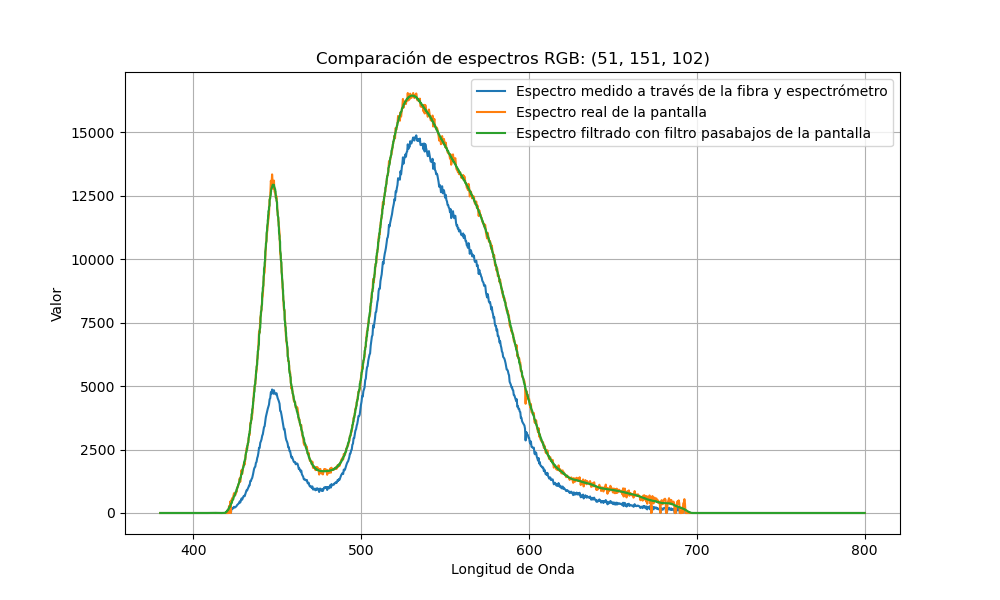 Comparación de espectros RGB: (51, 151, 102)
Espectro medido a través de la fibra y espectrómetro
Espectro real de la pantalla
Espectro filtrado con filtro pasabajos de la pantalla
Valor
15000
12500
10000
7500
5000
2500
0
400 500 600 700 800
Longitud de Onda